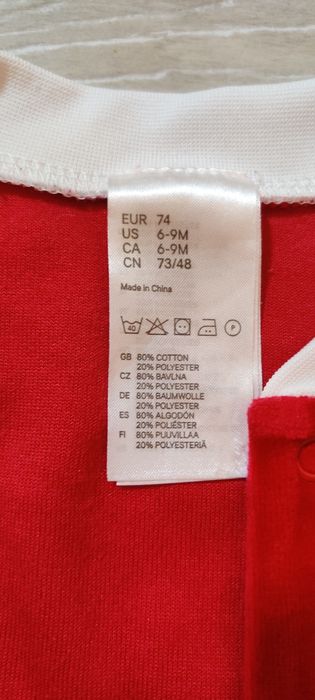 EUR 74
US 6-9M
CA 6-9M
CN 73/48
Made in China
40 P
GB 80% COTTON
20% POLYESTER
CZ 80% BAVLNA
20% POLYESTER
DE 80% BAUMWOLLE
20% POLYESTER
ES 80% ALGODÓN
20% POLIÉSTER
FI 80% PUUVILLAA
20% POLYESTERIÄ